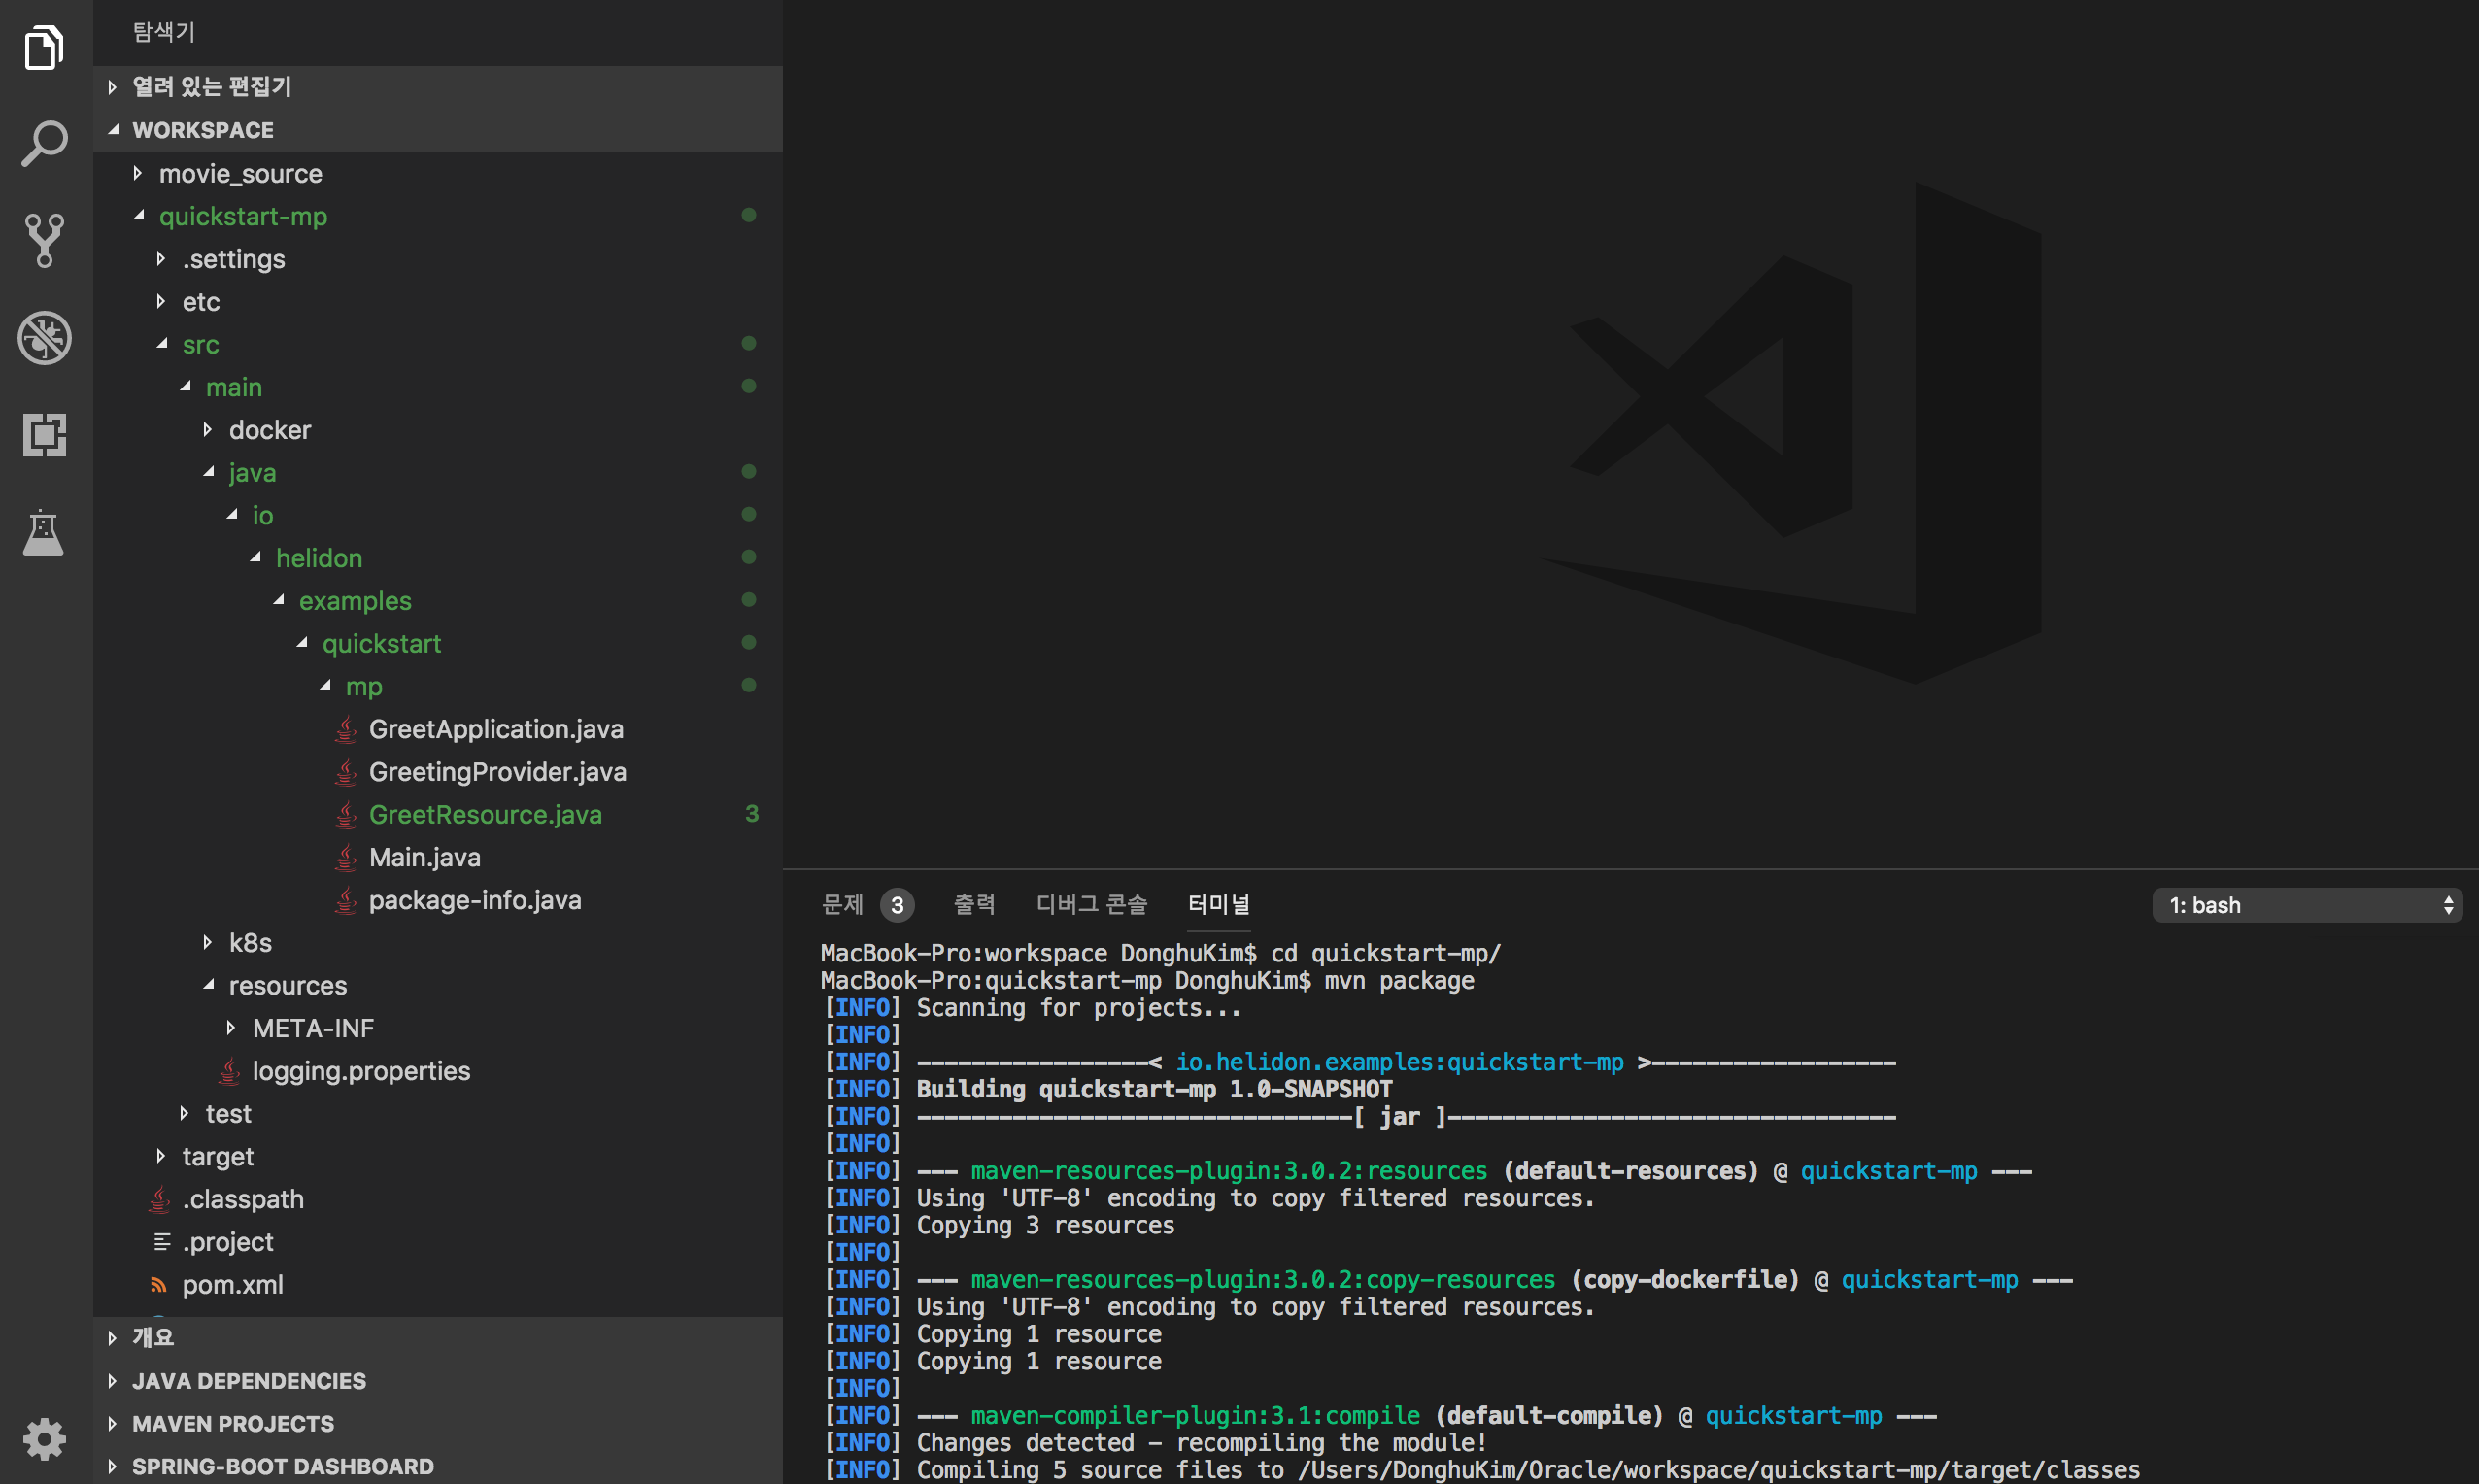 탐색기
열려 있는 편집기
WORKSPACE
movie_source
quickstart-mp
.settings
etc
src
main
docker
java
io
helidon
examples
quickstart
mp
GreetApplication.java
GreetingProvider.java
GreetResource.java 3
Main.java
package-info.java
k8s
resources
META-INF
logging.properties
test
target
.classpath
.project
pom.xml
개요
JAVA DEPENDENCIES
MAVEN PROJECTS
SPRING-BOOT DASHBOARD
문제 3 출력 디버그 콘솔 터미널 1: bash
MacBook-Pro:workspace DonghuKim$ cd quickstart-mp/
MacBook-Pro:quickstart-mp DonghuKim$ mvn package
[INFO] Scanning for projects...
[INFO]
[INFO] -----------------< io.helidon.examples:quickstart-mp >------------------
[INFO] Building quickstart-mp 1.0-SNAPSHOT
[INFO] --------------------------------[ jar ]---------------------------------
[INFO]
[INFO] --- maven-resources-plugin:3.0.2:resources (default-resources) @ quickstart-mp ---
[INFO] Using 'UTF-8' encoding to copy filtered resources.
[INFO] Copying 3 resources
[INFO]
[INFO] --- maven-resources-plugin:3.0.2:copy-resources (copy-dockerfile) @ quickstart-mp ---
[INFO] Using 'UTF-8' encoding to copy filtered resources.
[INFO] Copying 1 resource
[INFO] Copying 1 resource
[INFO]
[INFO] --- maven-compiler-plugin:3.1:compile (default-compile) @ quickstart-mp ---
[INFO] Changes detected - recompiling the module!
[INFO] Compiling 5 source files to /Users/DonghuKim/Oracle/workspace/quickstart-mp/target/classes